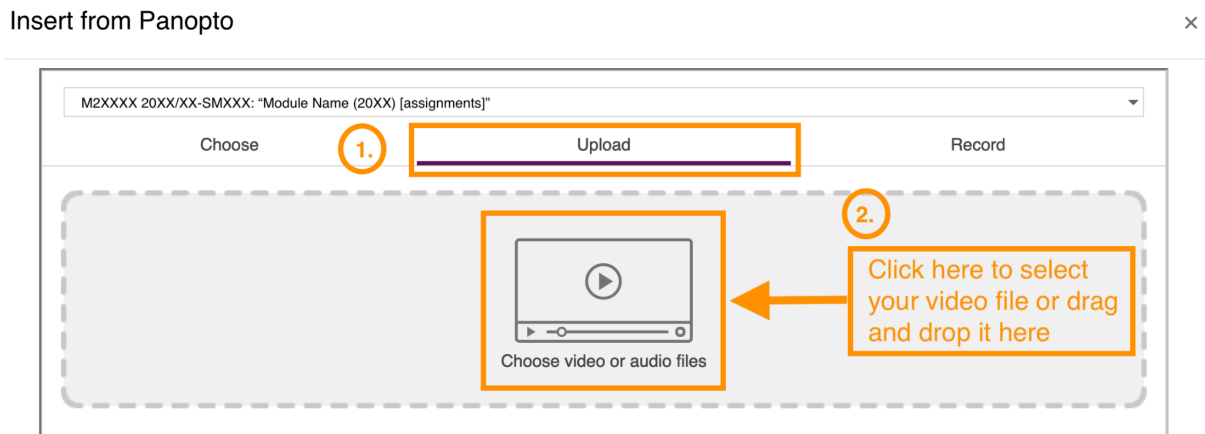 Insert from Panopto
M2XXXX 20XX/XX-SMXXX: “Module Name (20XX) [assignments]”
Choose
1.
Upload
Record
2.
Click here to select
your video file or drag
and drop it here
Choose video or audio files